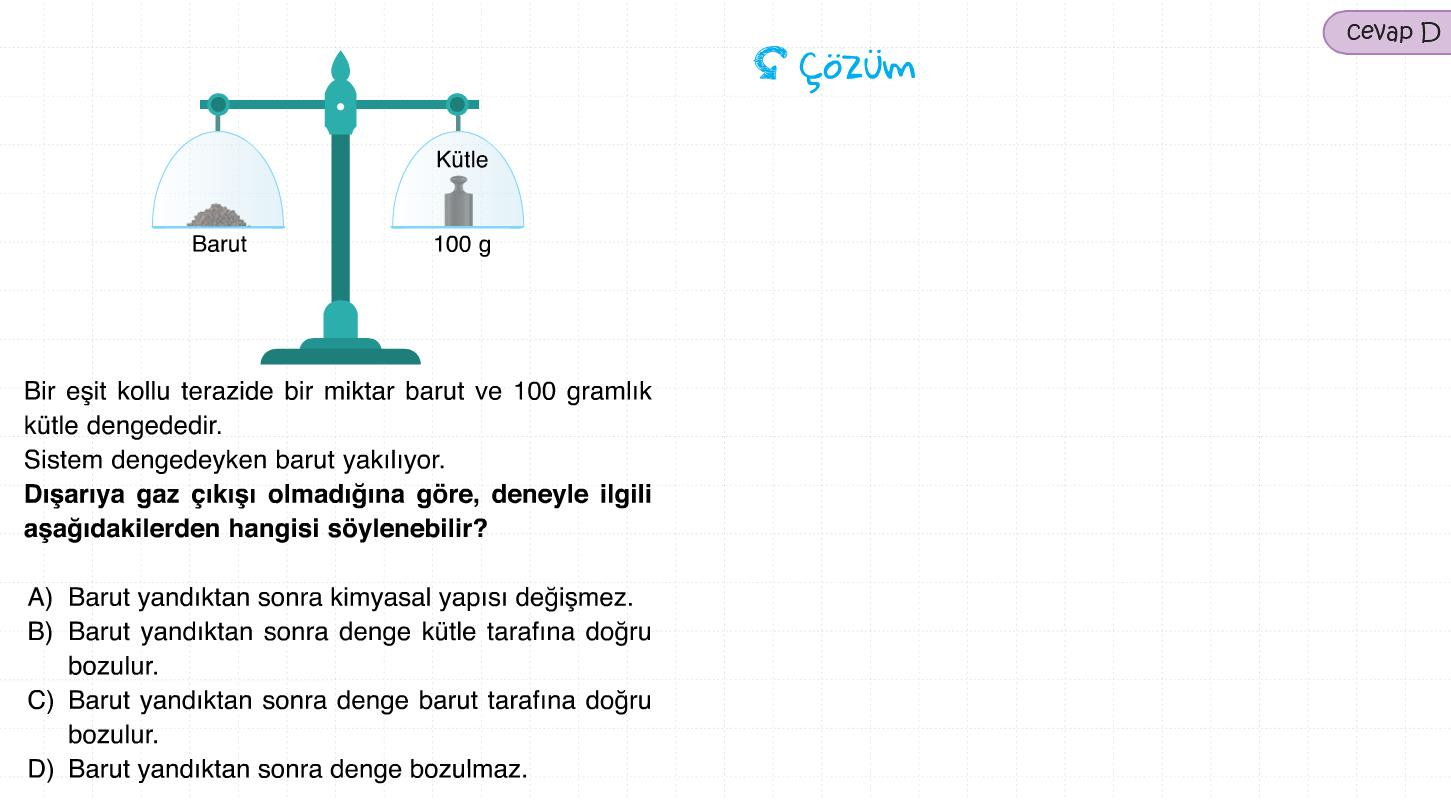 Cevap D
Çözüm
Kütle
Barut
100 g
Bir eşit kollu terazide bir miktar barut ve 100 gramlık
kütle dengededir.
Sistem dengedeyken barut yakılıyor.
Dışarıya gaz çıkışı olmadığına göre, deneyle ilgili
aşağıdakilerden hangisi söylenebilir?
A) Barut yandıktan sonra kimyasal yapısı değişmez.
B) Barut yandıktan sonra denge kütle tarafına doğru
bozulur.
C) Barut yandıktan sonra denge barut tarafına doğru
bozulur.
D) Barut yandıktan sonra denge bozulmaz.